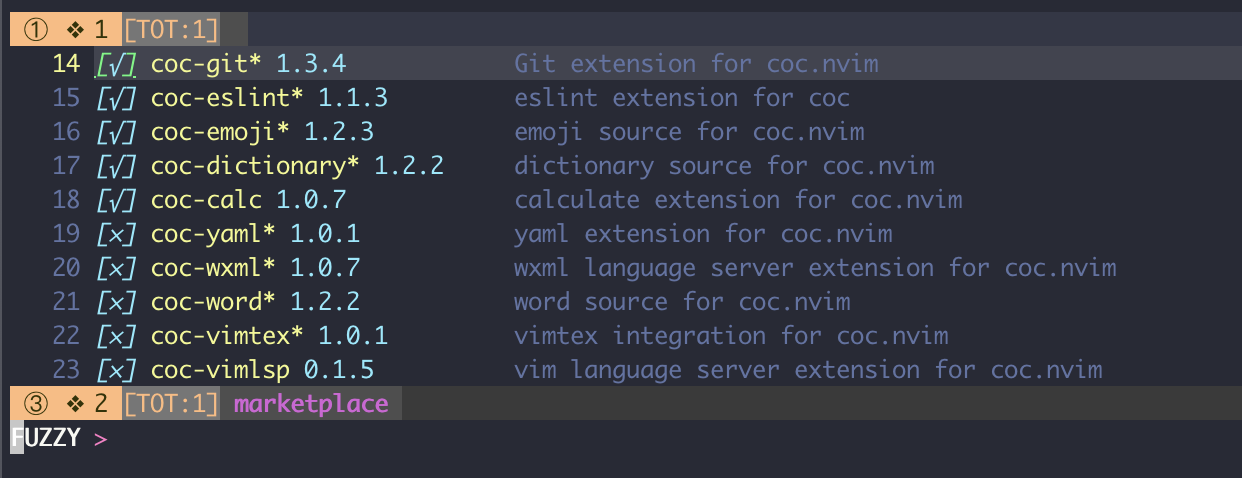 ① ❖ 1 [TOT:1]
14 [√] coc-git* 1.3.4 Git extension for coc.nvim
15 [√] coc-eslint* 1.1.3 eslint extension for coc
16 [√] coc-emoji* 1.2.3 emoji source for coc.nvim
17 [√] coc-dictionary* 1.2.2 dictionary source for coc.nvim
18 [√] coc-calc 1.0.7 calculate extension for coc.nvim
19 [×] coc-yaml* 1.0.1 yaml extension for coc.nvim
20 [×] coc-wxml* 1.0.7 wxml language server extension for coc.nvim
21 [×] coc-word* 1.2.2 word source for coc.nvim
22 [×] coc-vimtex* 1.0.1 vimtex integration for coc.nvim
23 [×] coc-vimlsp 0.1.5 vim language server extension for coc.nvim
③ ❖ 2 [TOT:1] marketplace
FUZZY >